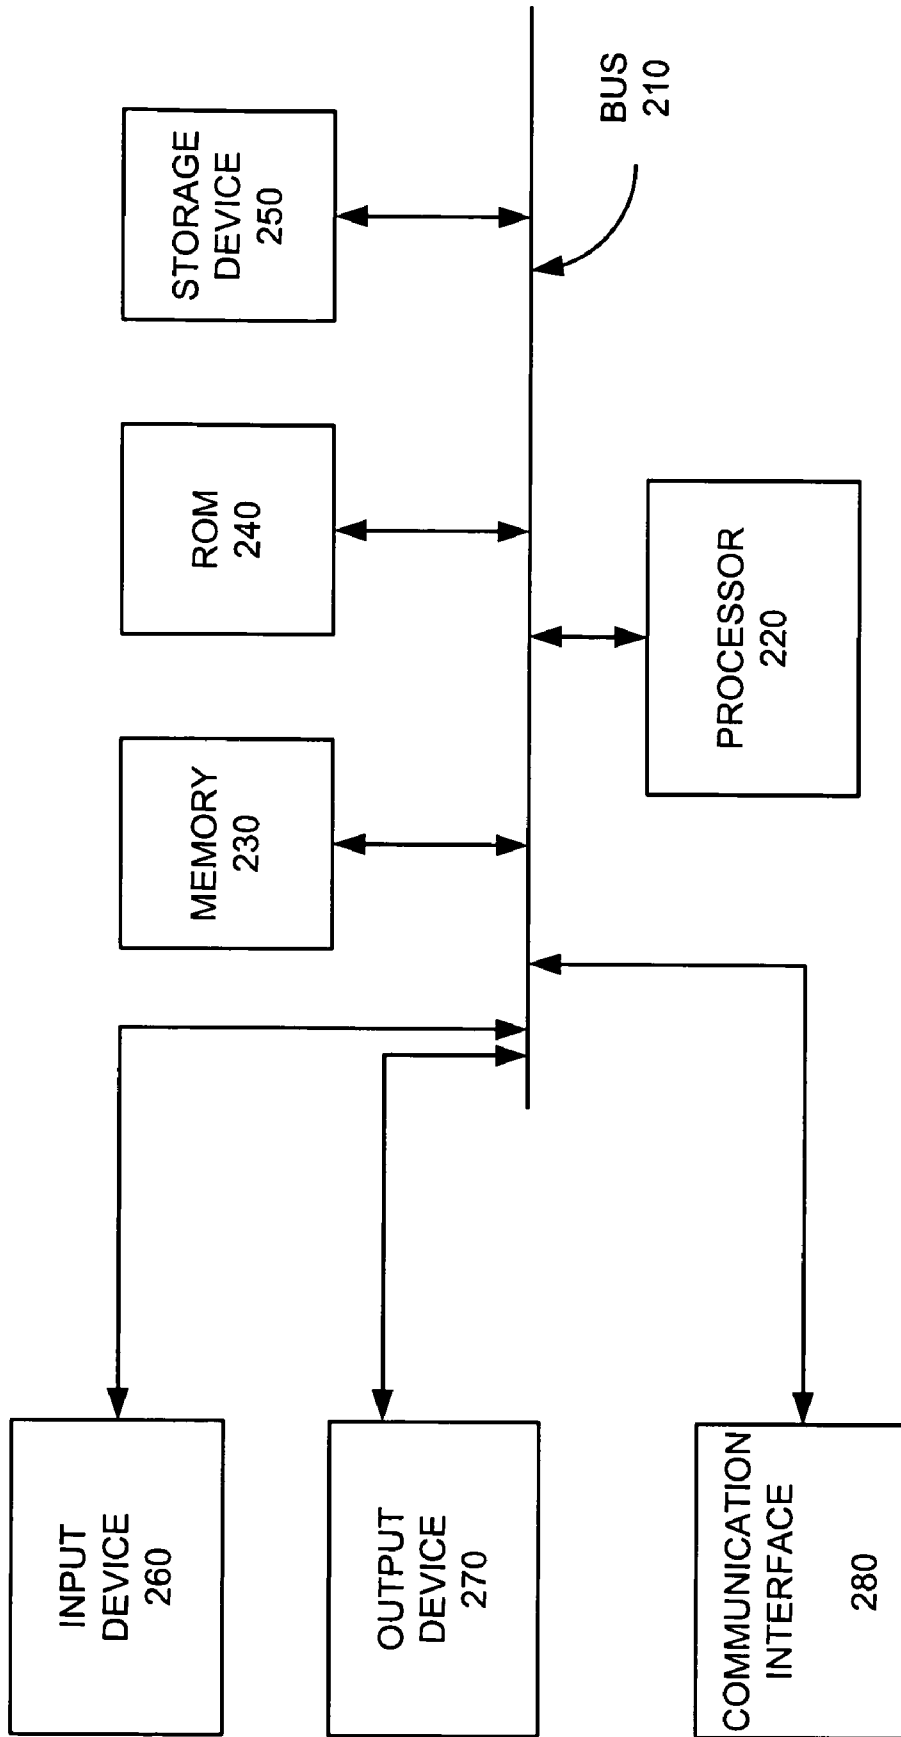 INPUT
DEVICE
260
MEMORY
230
ROM
240
STORAGE
DEVICE
250
OUTPUT
DEVICE
270
BUS
210
COMMUNICATION
INTERFACE
280
PROCESSOR
220